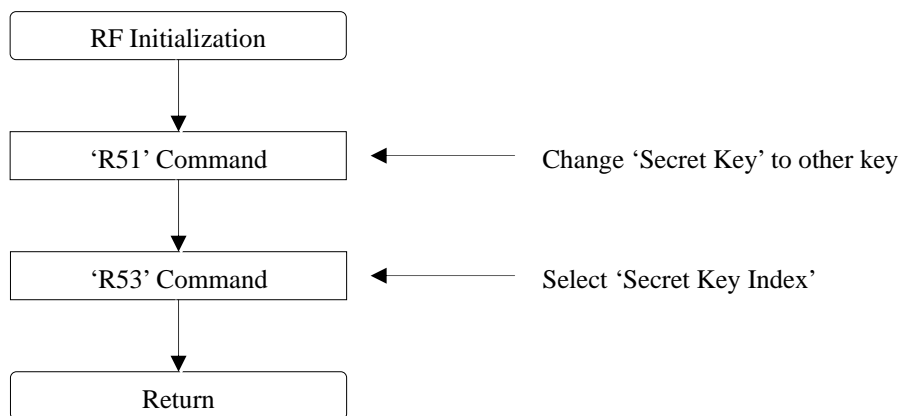 RF Initialization
‘R51’ Command
Change ‘Secret Key’ to other key
‘R53’ Command
Select ‘Secret Key Index’
Return